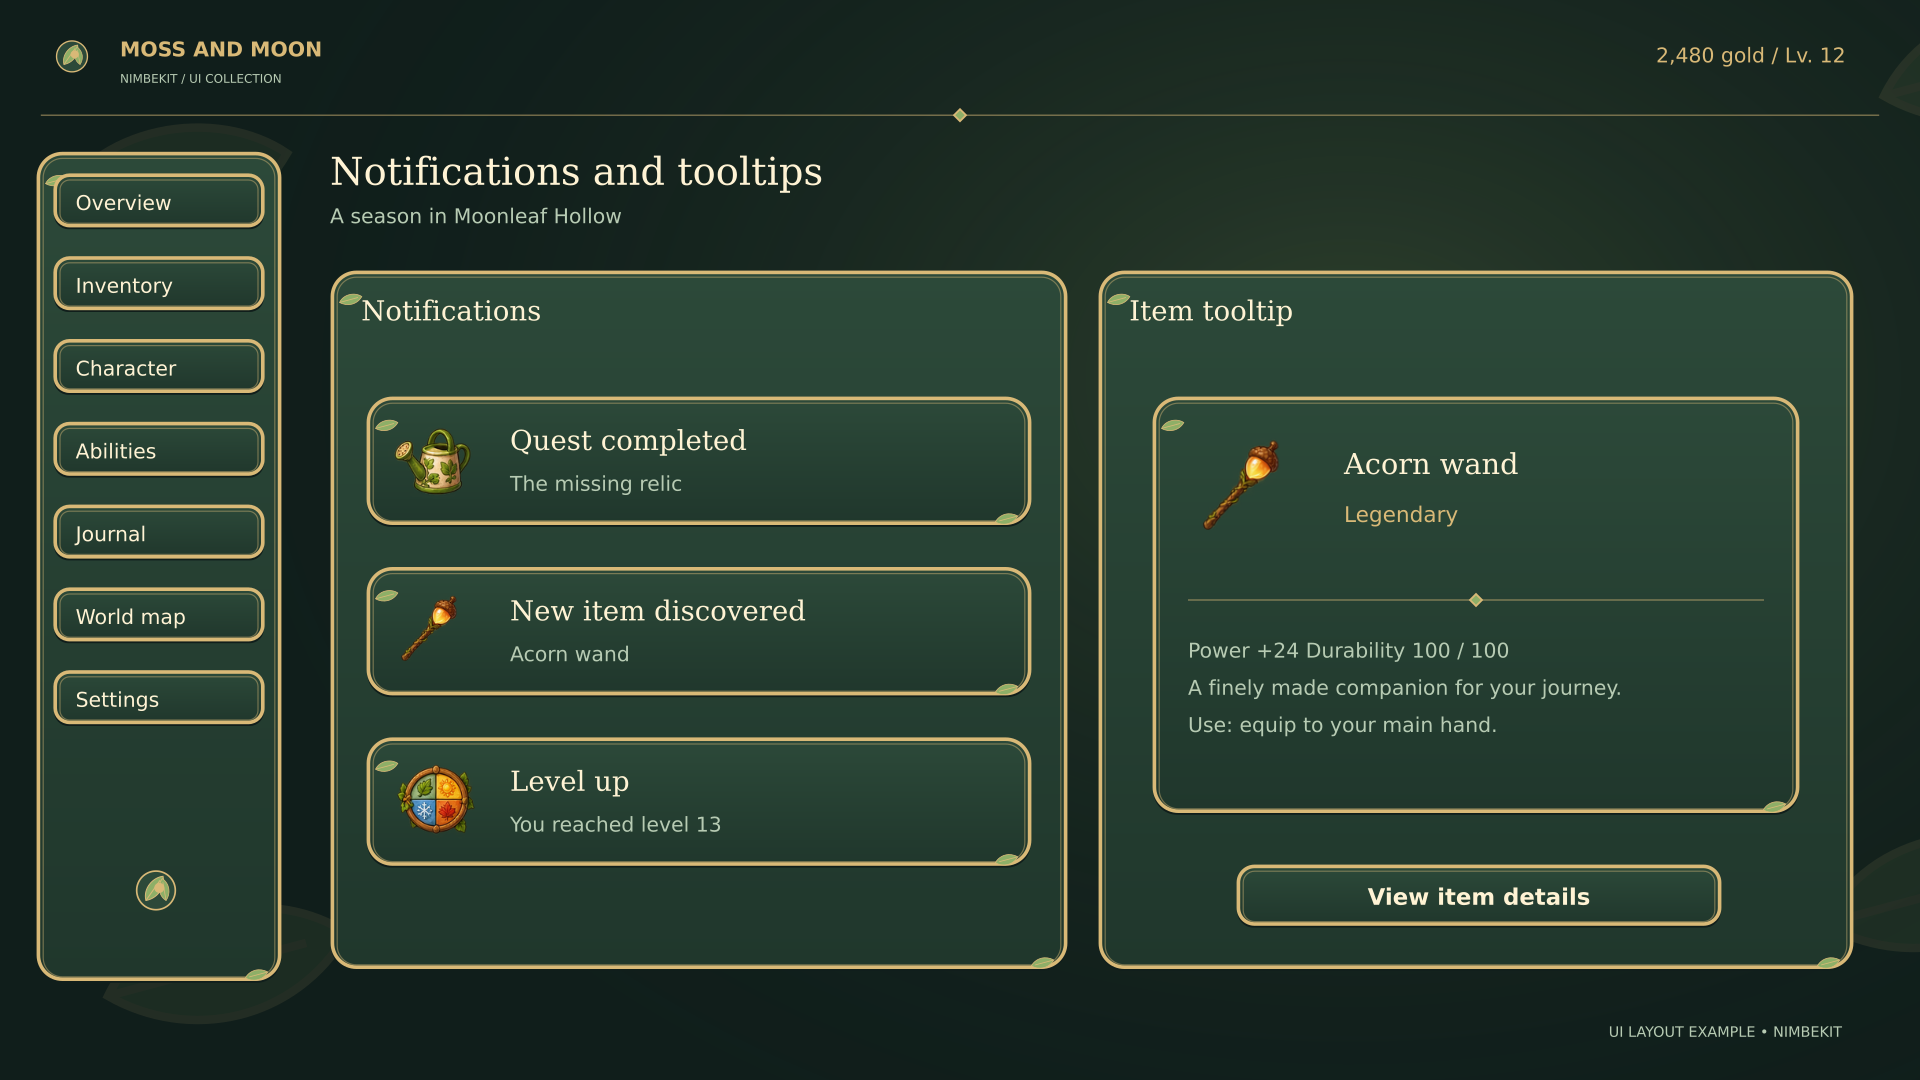 MOSS AND MOON
NIMBEKIT / UI COLLECTION
2,480 gold / Lv. 12
Overview
Inventory
Character
Abilities
Journal
World map
Settings
Notifications and tooltips
A season in Moonleaf Hollow
Notifications
Quest completed
The missing relic
New item discovered
Acorn wand
Level up
You reached level 13
Item tooltip
Acorn wand
Legendary
Power +24 Durability 100 / 100
A finely made companion for your journey.
Use: equip to your main hand.
View item details
UI LAYOUT EXAMPLE • NIMBEKIT